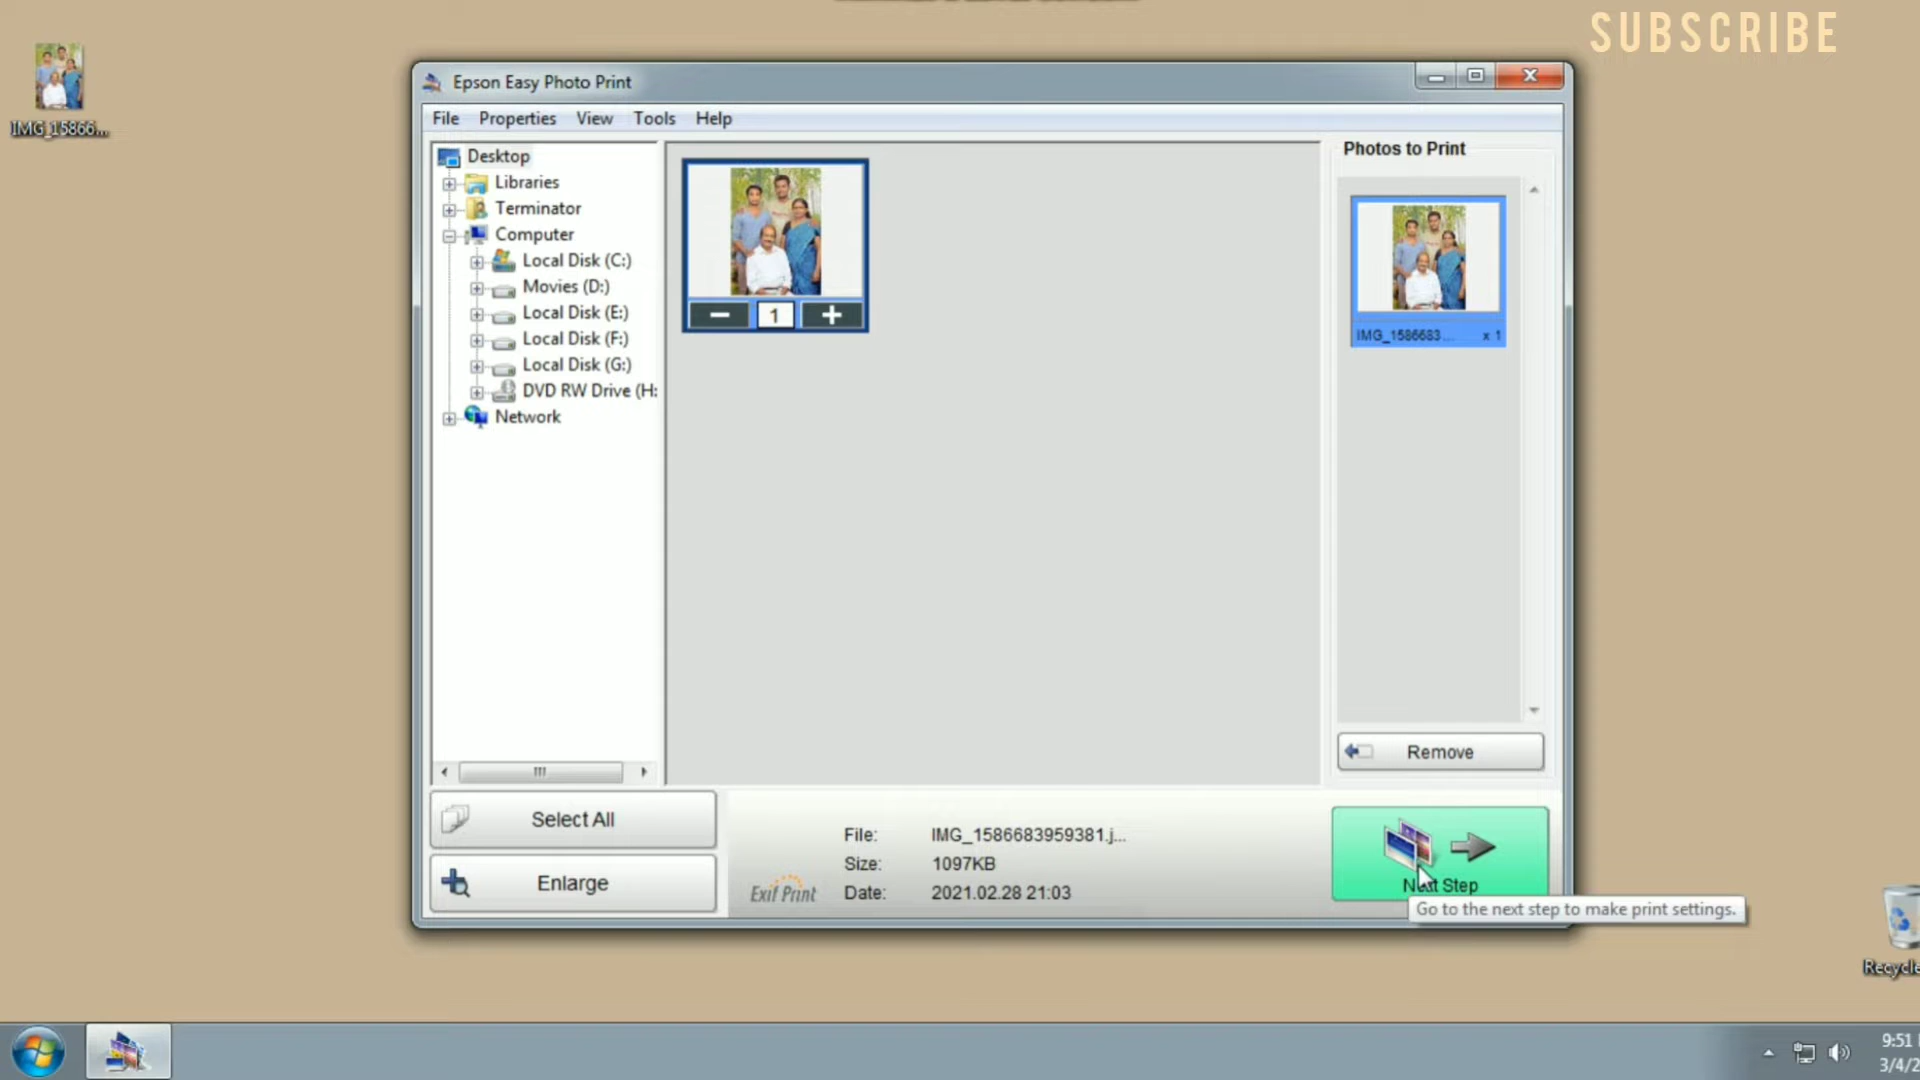 SUBSCRIBE
IMG_15866...
Epson Easy Photo Print
File Properties View Tools Help
Desktop
Libraries
Terminator
Computer
Local Disk (C:)
Movies (D:)
Local Disk (E:)
Local Disk (F:)
Local Disk (G:)
DVD RW Drive (H:
Network
1
Photos to Print
IMG_1586683... x 1
Remove
Select All
Enlarge
Exif Print
File: IMG_1586683959381.j...
Size: 1097KB
Date: 2021.02.28 21:03
Next Step
Go to the next step to make print settings.
Recycle
9:51
3/4/2